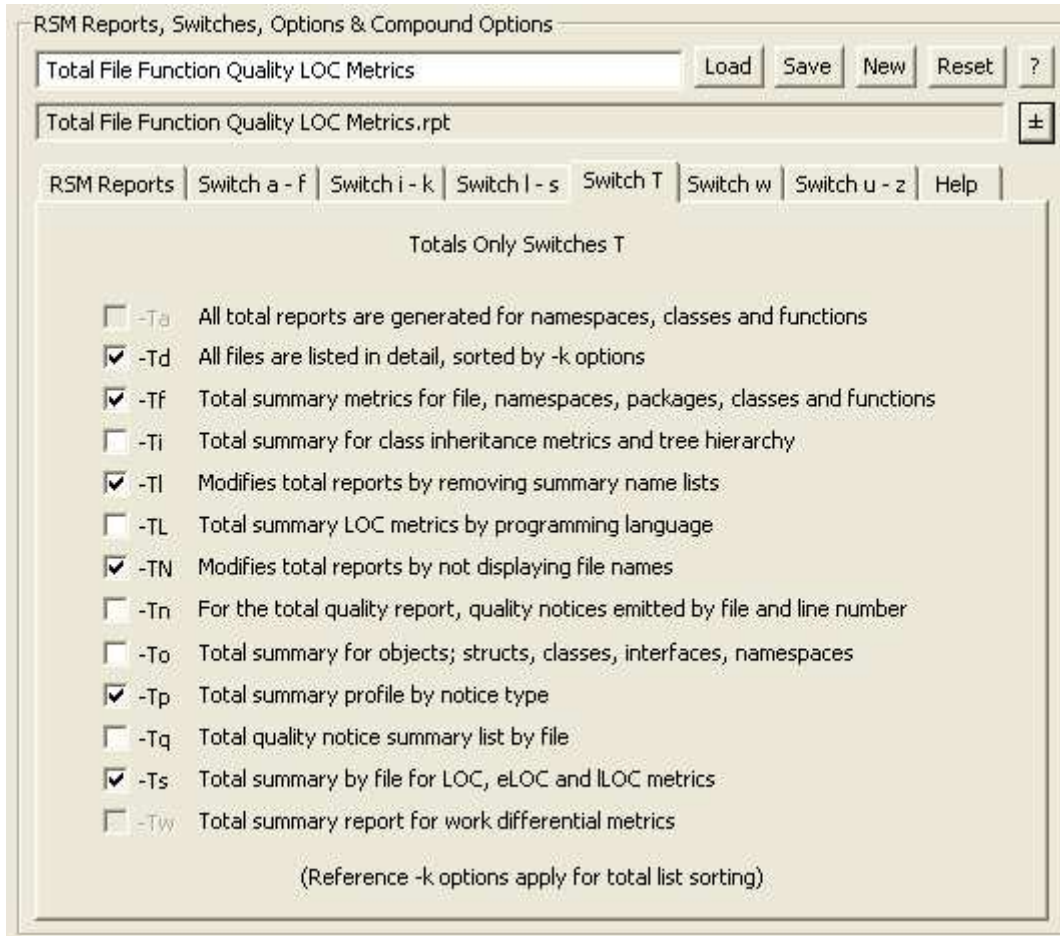 RSM Reports, Switches, Options & Compound Options
Total File Function Quality LOC Metrics Load Save New Reset ?
Total File Function Quality LOC Metrics.rpt ±
RSM Reports Switch a - f Switch i - k Switch l - s Switch T Switch w Switch u - z Help
Totals Only Switches T
-Ta All total reports are generated for namespaces, classes and functions
-Td All files are listed in detail, sorted by -k options
-Tf Total summary metrics for file, namespaces, packages, classes and functions
-Ti Total summary for class inheritance metrics and tree hierarchy
-Tl Modifies total reports by removing summary name lists
-TL Total summary LOC metrics by programming language
-TN Modifies total reports by not displaying file names
-Tn For the total quality report, quality notices emitted by file and line number
-To Total summary for objects; structs, classes, interfaces, namespaces
-Tp Total summary profile by notice type
-Tq Total quality notice summary list by file
-Ts Total summary by file for LOC, eLOC and lLOC metrics
-Tw Total summary report for work differential metrics
(Reference -k options apply for total list sorting)